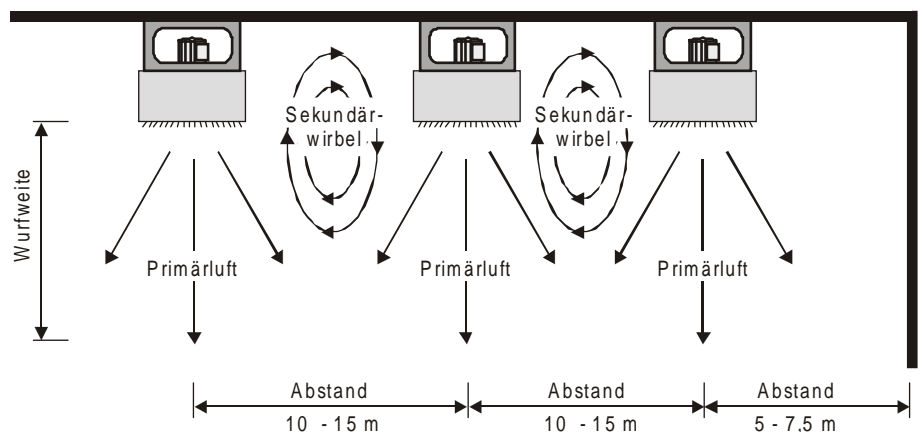 Sekundär-
wirbel
Sekundär-
wirbel
Wurfweite
Primärluft
Primärluft
Primärluft
Abstand
10 - 15 m
Abstand
10 - 15 m
Abstand
5 - 7,5 m